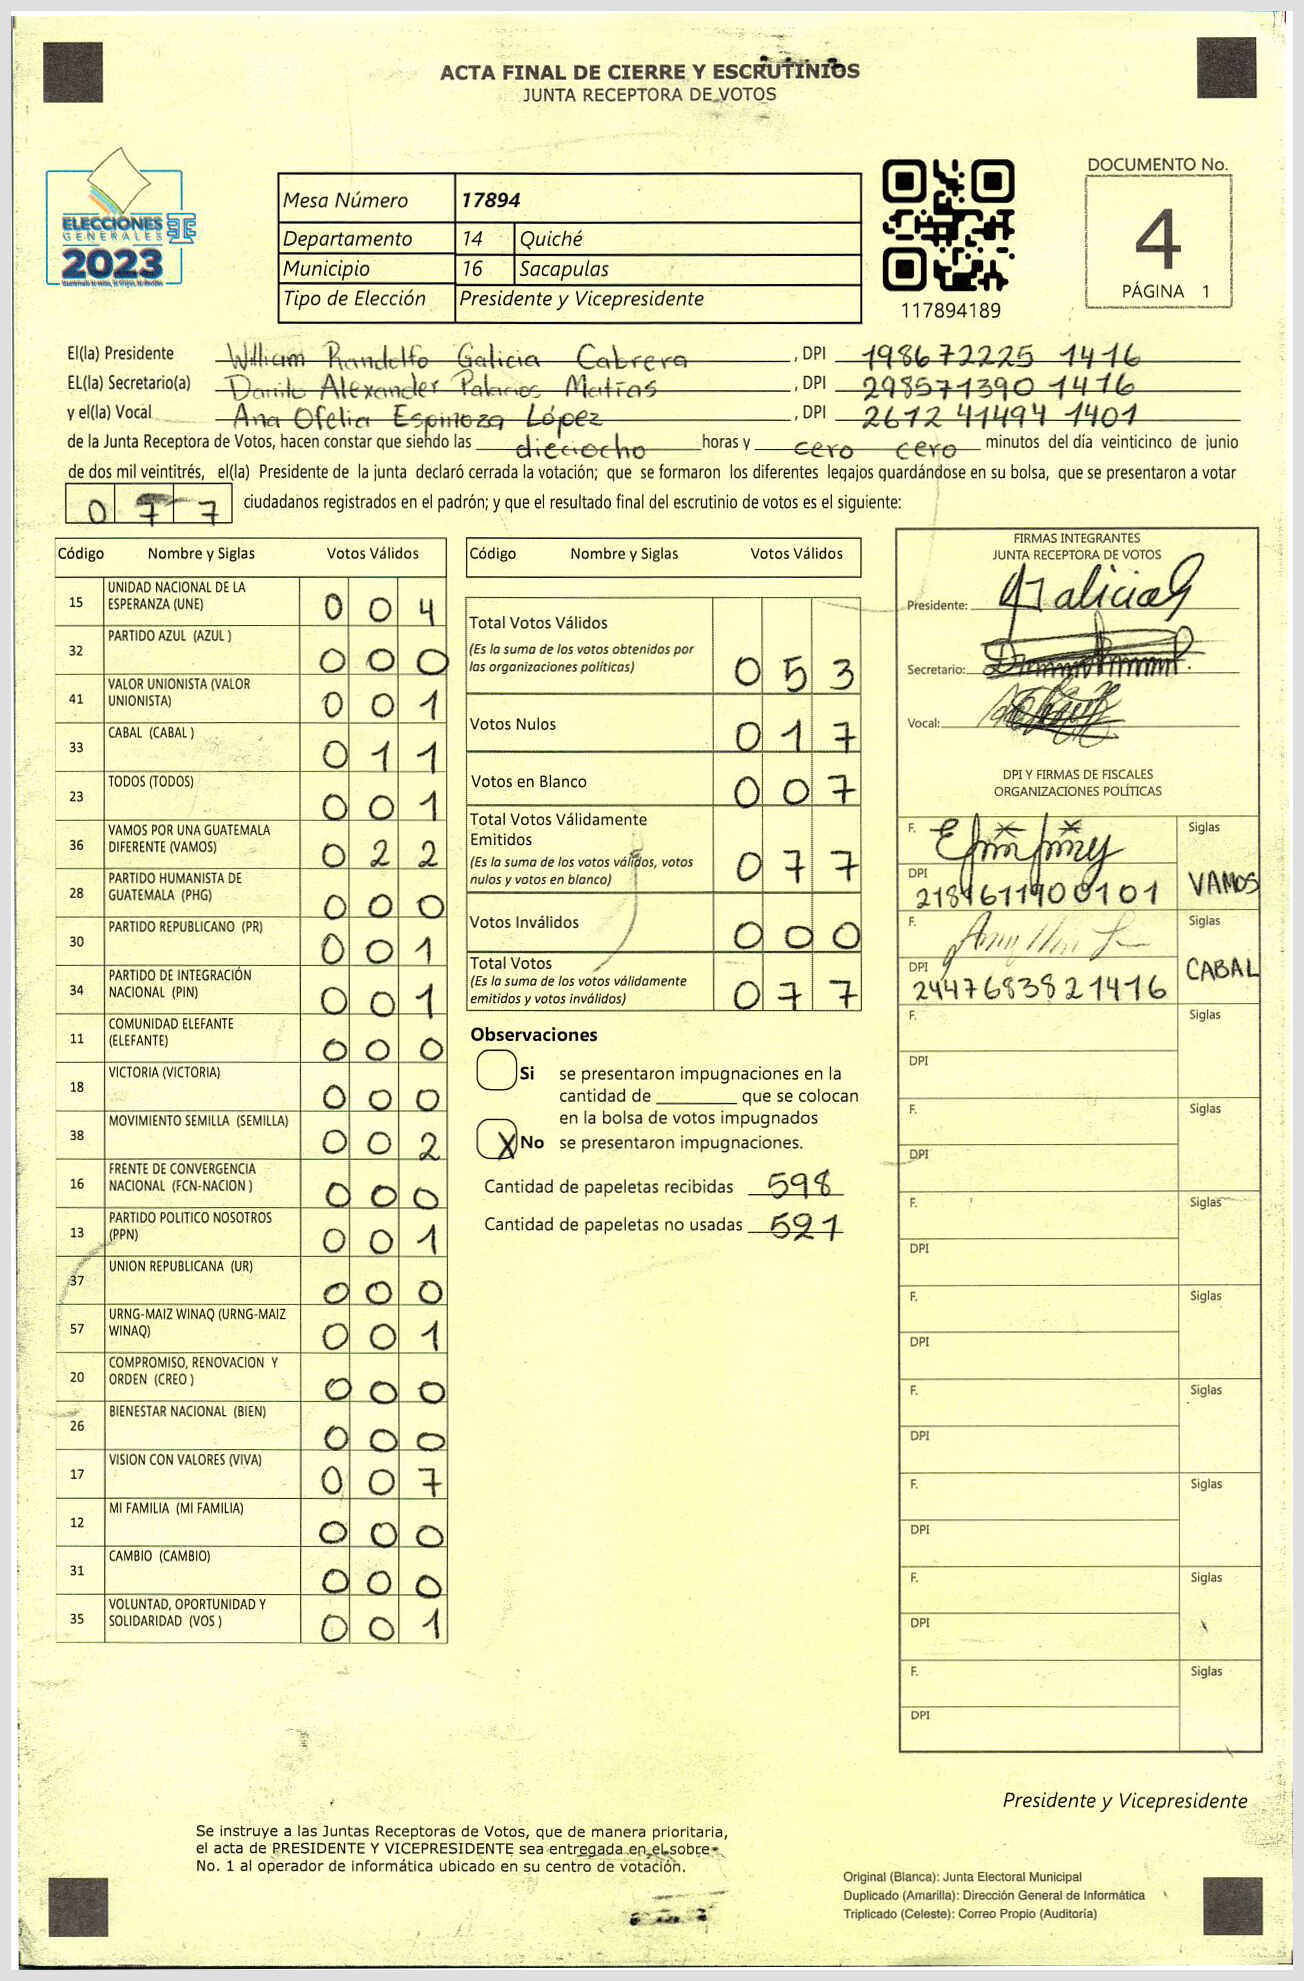 ACTA FINAL DE CIERRE Y ESCRUTINIOS
JUNTA RECEPTORA DE VOTOS
ELECCIONES
GENERALES
2023
Mesa Número 17894
Departamento 14 Quiché
Municipio 16 Sacapulas
Tipo de Elección Presidente y Vicepresidente
117894189
DOCUMENTO No.
4
PÁGINA 1
El(la) Presidente William Randolfo Galicia Cabrera , DPI 198672225 1416
EL(la) Secretario(a) Danilo Alexander Palacios Matías , DPI 298571390 1416
y el(la) Vocal Ana Ofelia Espinoza López , DPI 2612 41494 1401
de la Junta Receptora de Votos, hacen constar que siendo las dieciocho horas y cero cero minutos del día veinticinco de junio
de dos mil veintitrés, el(la) Presidente de la junta declaró cerrada la votación; que se formaron los diferentes legajos quardándose en su bolsa, que se presentaron a votar
0 7 7 ciudadanos registrados en el padrón; y que el resultado final del escrutinio de votos es el siguiente:
Código Nombre y Siglas Votos Válidos
15 UNIDAD NACIONAL DE LA
ESPERANZA (UNE) 0 0 4
32 PARTIDO AZUL (AZUL ) 0 0 0
41 VALOR UNIONISTA (VALOR
UNIONISTA) 0 0 1
33 CABAL (CABAL ) 0 1 1
23 TODOS (TODOS) 0 0 1
36 VAMOS POR UNA GUATEMALA
DIFERENTE (VAMOS) 0 2 2
28 PARTIDO HUMANISTA DE
GUATEMALA (PHG) 0 0 0
30 PARTIDO REPUBLICANO (PR) 0 0 1
34 PARTIDO DE INTEGRACIÓN
NACIONAL (PIN) 0 0 1
11 COMUNIDAD ELEFANTE
(ELEFANTE) 0 0 0
18 VICTORIA (VICTORIA) 0 0 0
38 MOVIMIENTO SEMILLA (SEMILLA) 0 0 2
16 FRENTE DE CONVERGENCIA
NACIONAL (FCN-NACION ) 0 0 0
13 PARTIDO POLITICO NOSOTROS
(PPN) 0 0 1
37 UNION REPUBLICANA (UR) 0 0 0
57 URNG-MAIZ WINAQ (URNG-MAIZ
WINAQ) 0 0 1
20 COMPROMISO, RENOVACION Y
ORDEN (CREO ) 0 0 0
26 BIENESTAR NACIONAL (BIEN) 0 0 0
17 VISION CON VALORES (VIVA) 0 0 7
12 MI FAMILIA (MI FAMILIA) 0 0 0
31 CAMBIO (CAMBIO) 0 0 0
35 VOLUNTAD, OPORTUNIDAD Y
SOLIDARIDAD (VOS ) 0 0 1
Código Nombre y Siglas Votos Válidos
Total Votos Válidos
(Es la suma de los votos obtenidos por
las organizaciones políticas) 0 5 3
Votos Nulos 0 1 7
Votos en Blanco 0 0 7
Total Votos Válidamente
Emitidos
(Es la suma de los votos válidos, votos
nulos y votos en blanco) 0 7 7
Votos Inválidos 0 0 0
Total Votos
(Es la suma de los votos válidamente
emitidos y votos inválidos) 0 7 7
Observaciones
Si se presentaron impugnaciones en la
cantidad de ________ que se colocan
en la bolsa de votos impugnados
X No se presentaron impugnaciones.
Cantidad de papeletas recibidas 598
Cantidad de papeletas no usadas 521
FIRMAS INTEGRANTES
JUNTA RECEPTORA DE VOTOS
Presidente: Galicia
Secretario:
Vocal:
DPI Y FIRMAS DE FISCALES
ORGANIZACIONES POLÍTICAS
F. Siglas
DPI 2184611900101 VAMOS
F. Siglas
DPI 2447683821416 CABAL
F. Siglas
DPI
F. Siglas
DPI
F. Siglas
DPI
F. Siglas
DPI
F. Siglas
DPI
F. Siglas
DPI
F. Siglas
DPI
F. Siglas
DPI
Presidente y Vicepresidente
Se instruye a las Juntas Receptoras de Votos, que de manera prioritaria,
el acta de PRESIDENTE Y VICEPRESIDENTE sea entregada en el sobre
No. 1 al operador de informática ubicado en su centro de votación.
Original (Blanca): Junta Electoral Municipal
Duplicado (Amarilla): Dirección General de Informática
Triplicado (Celeste): Correo Propio (Auditoría)